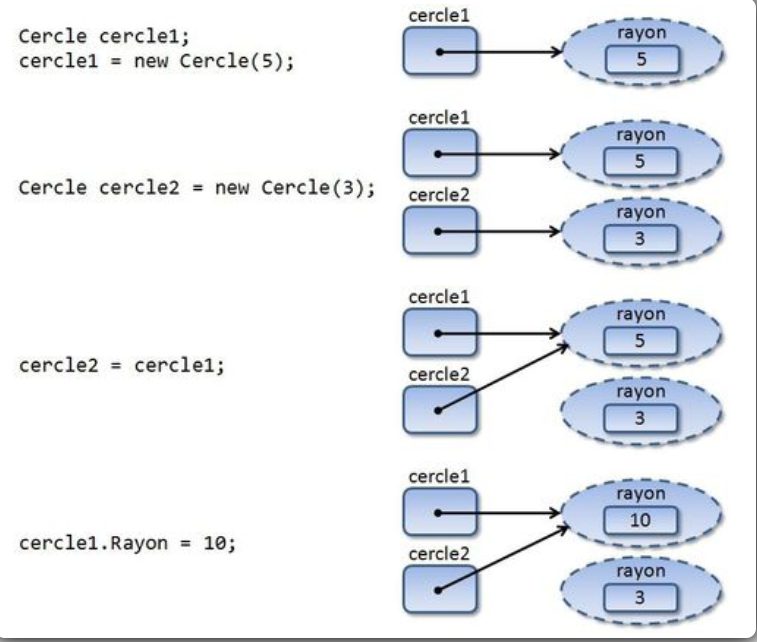 Cercle cercle1;
cercle1 = new Cercle(5);
cercle1
rayon
5
Cercle cercle2 = new Cercle(3);
cercle1
rayon
5
cercle2
rayon
3
cercle2 = cercle1;
cercle1
rayon
5
cercle2
rayon
3
cercle1.Rayon = 10;
cercle1
rayon
10
cercle2
rayon
3